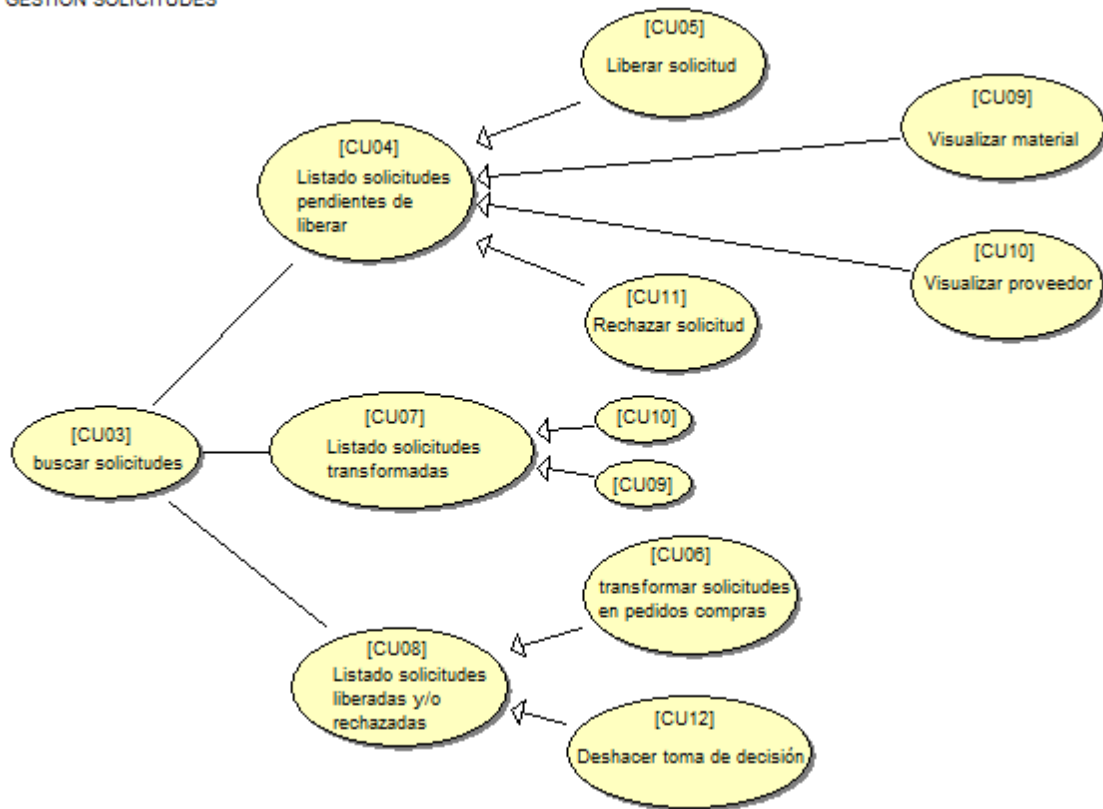 GESTION SOLICITUDES
[CU05]
Liberar solicitud
[CU09]
Visualizar material
[CU04]
Listado solicitudes
pendientes de
liberar
[CU10]
Visualizar proveedor
[CU11]
Rechazar solicitud
[CU03]
buscar solicitudes
[CU07]
Listado solicitudes
transformadas
[CU10]
[CU09]
[CU06]
transformar solicitudes
en pedidos compras
[CU08]
Listado solicitudes
liberadas y/o
rechazadas
[CU12]
Deshacer toma de decisión